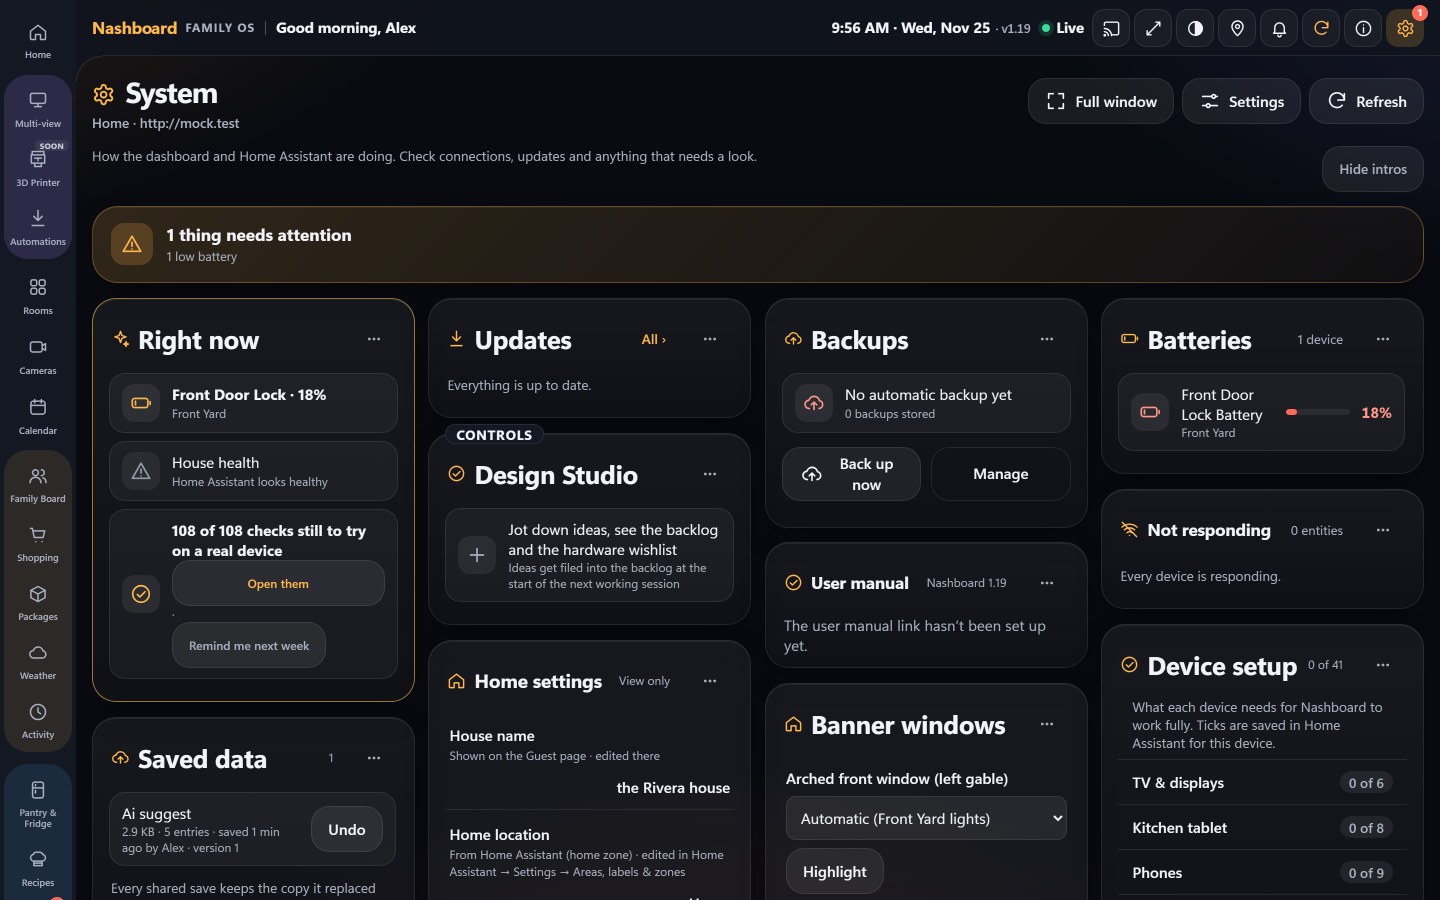 Nashboard FAMILY OS Good morning, Alex
9:56 AM · Wed, Nov 25 · v1.19 Live
1
Home
Multi-view
SOON
3D Printer
Automations
Rooms
Cameras
Calendar
Family Board
Shopping
Packages
Weather
Activity
Pantry &
Fridge
Recipes
System
Home · http://mock.test
Full window
Settings
Refresh
How the dashboard and Home Assistant are doing. Check connections, updates and anything that needs a look.
Hide intros
1 thing needs attention
1 low battery
Right now
Front Door Lock · 18%
Front Yard
House health
Home Assistant looks healthy
108 of 108 checks still to try
on a real device
Open them
·
Remind me next week
Saved data 1
Ai suggest
2.9 KB · 5 entries · saved 1 min
ago by Alex · version 1
Undo
Every shared save keeps the copy it replaced
Updates All ›
Everything is up to date.
CONTROLS
Design Studio
Jot down ideas, see the backlog
and the hardware wishlist
Ideas get filed into the backlog at the
start of the next working session
Home settings View only
House name
Shown on the Guest page · edited there
the Rivera house
Home location
From Home Assistant (home zone) · edited in Home
Assistant → Settings → Areas, labels & zones
Backups
No automatic backup yet
0 backups stored
Back up
now
Manage
User manual Nashboard 1.19
The user manual link hasn't been set up
yet.
Banner windows
Arched front window (left gable)
Automatic (Front Yard lights)
Highlight
Batteries 1 device
Front Door
Lock Battery
Front Yard
18%
Not responding 0 entities
Every device is responding.
Device setup 0 of 41
What each device needs for Nashboard to
work fully. Ticks are saved in Home
Assistant for this device.
TV & displays 0 of 6
Kitchen tablet 0 of 8
Phones 0 of 9